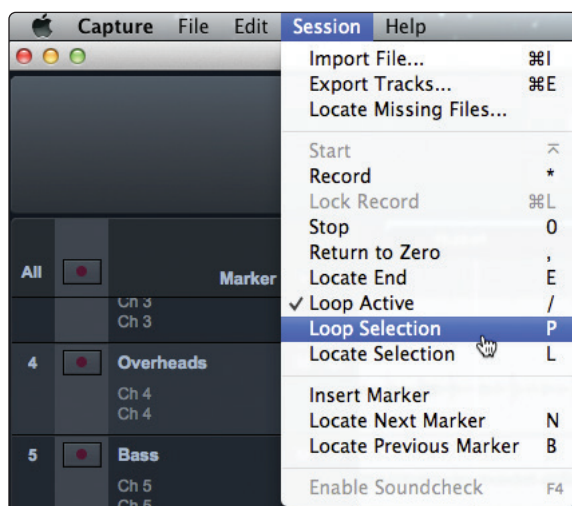 Capture File Edit Session Help
Import File... ⌘I
Export Tracks... ⌘E
Locate Missing Files...
Start ⌅
Record *
Lock Record ⌘L
Stop 0
Return to Zero ,
Locate End E
✓ Loop Active /
Loop Selection P
Locate Selection L
Insert Marker
Locate Next Marker N
Locate Previous Marker B
Enable Soundcheck F4
All Marker
Ch 3
Ch 3
4 Overheads
Ch 4
Ch 4
5 Bass
Ch 5
Ch 5